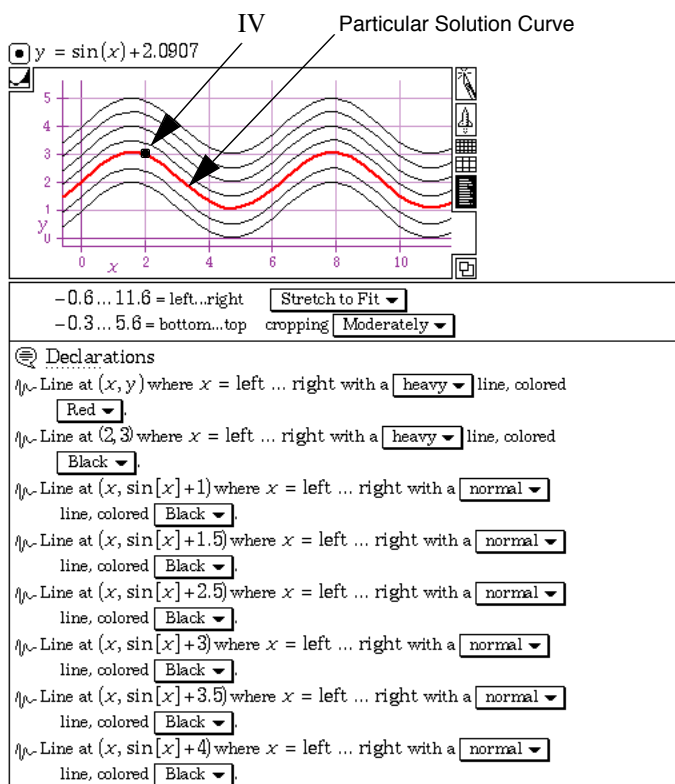 IV
Particular Solution Curve
y = sin(x)+2.0907
5
4
3
2
1
0
y
0 2 4 6 8 10
x
−0.6 ... 11.6 = left...right Stretch to Fit
−0.3 ... 5.6 = bottom...top cropping Moderately
Declarations
Line at (x, y) where x = left ... right with a heavy line, colored
Red .
Line at (2, 3) where x = left ... right with a heavy line, colored
Black .
Line at (x, sin[x]+1) where x = left ... right with a normal
line, colored Black .
Line at (x, sin[x]+1.5) where x = left ... right with a normal
line, colored Black .
Line at (x, sin[x]+2.5) where x = left ... right with a normal
line, colored Black .
Line at (x, sin[x]+3) where x = left ... right with a normal
line, colored Black .
Line at (x, sin[x]+3.5) where x = left ... right with a normal
line, colored Black .
Line at (x, sin[x]+4) where x = left ... right with a normal
line, colored Black .